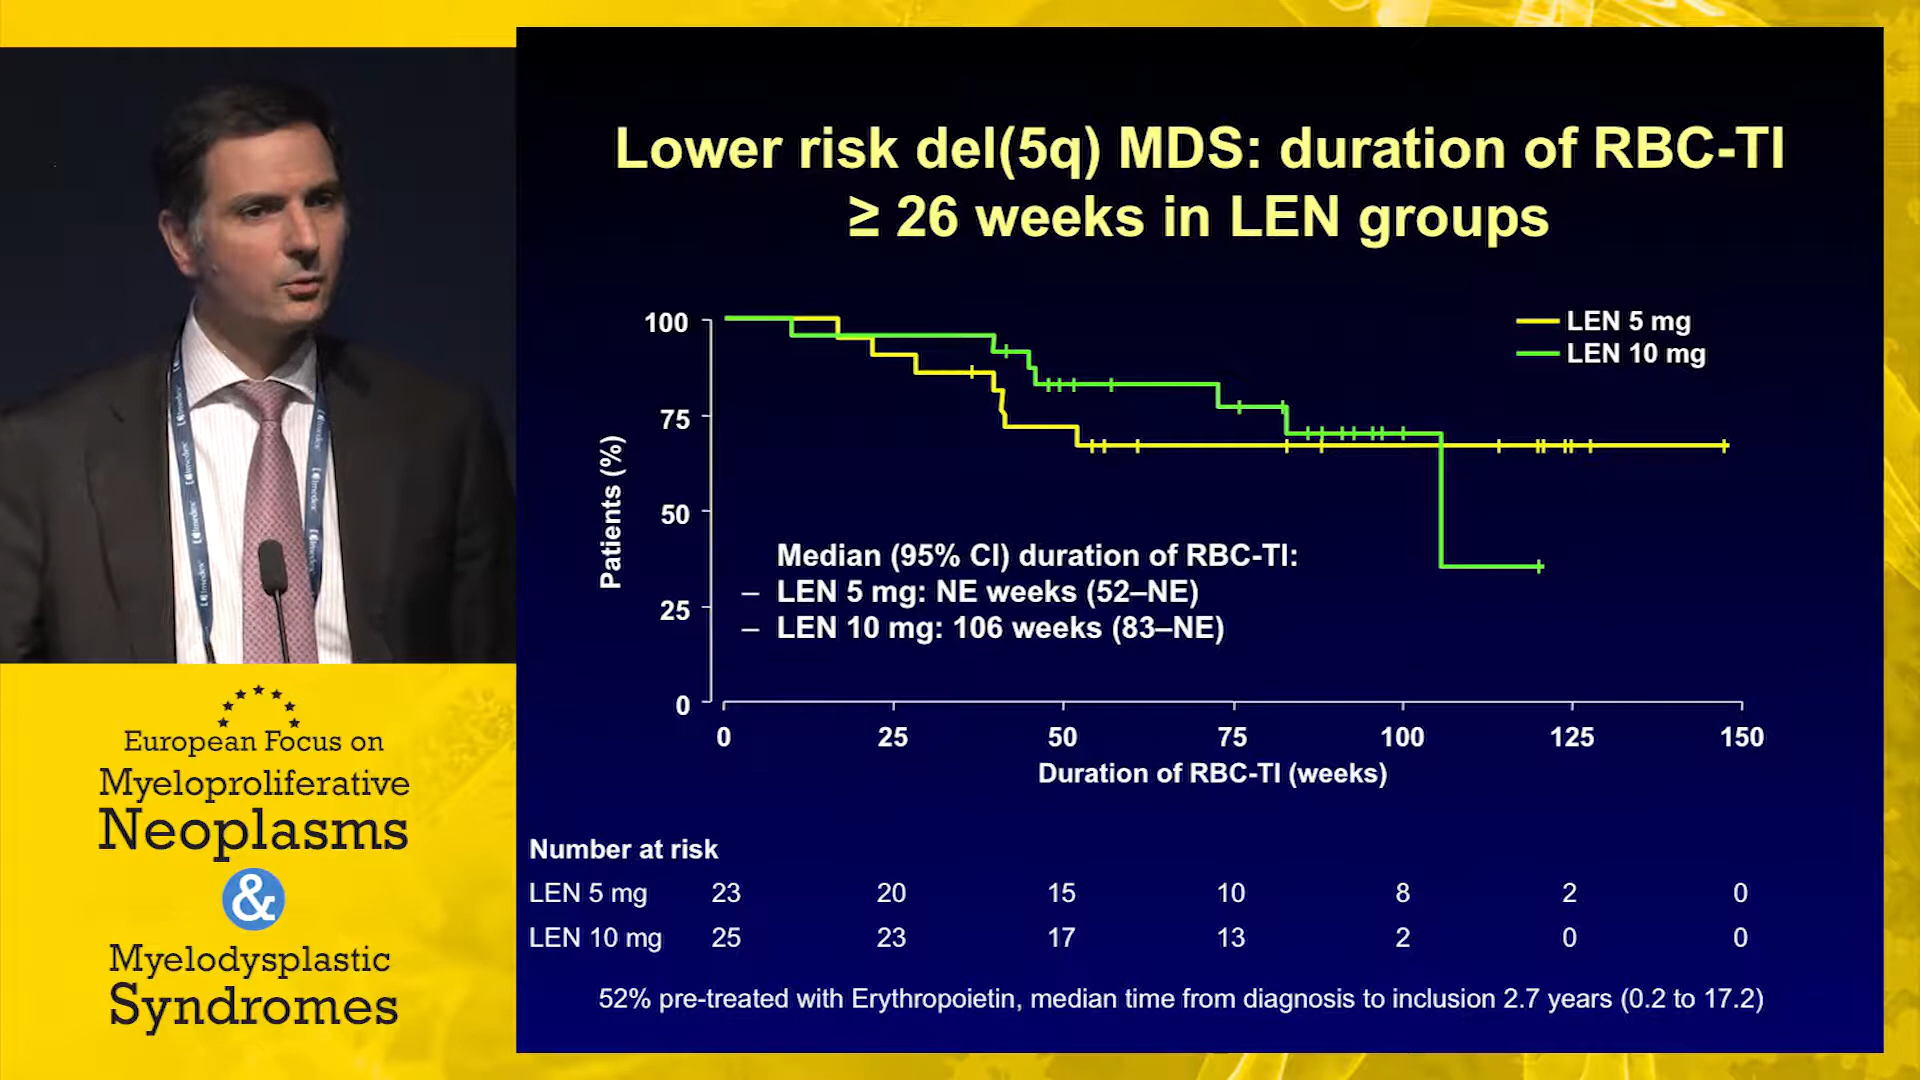 Lower risk del(5q) MDS: duration of RBC-TI
≥ 26 weeks in LEN groups
LEN 5 mg
LEN 10 mg
100
75
50
25
0
Patients (%)
Median (95% CI) duration of RBC-TI:
– LEN 5 mg: NE weeks (52–NE)
– LEN 10 mg: 106 weeks (83–NE)
0 25 50 75 100 125 150
Duration of RBC-TI (weeks)
Number at risk
LEN 5 mg 23 20 15 10 8 2 0
LEN 10 mg 25 23 17 13 2 0 0
52% pre-treated with Erythropoietin, median time from diagnosis to inclusion 2.7 years (0.2 to 17.2)
European Focus on
Myeloproliferative
Neoplasms
&
Myelodysplastic
Syndromes
imedex
imedex
imedex
imedex